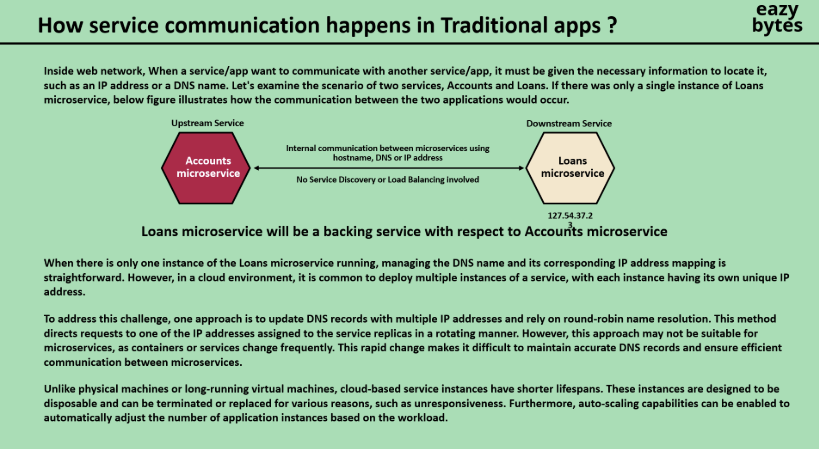 How service communication happens in Traditional apps ?
eazy
bytes
Inside web network, When a service/app want to communicate with another service/app, it must be given the necessary information to locate it,
such as an IP address or a DNS name. Let's examine the scenario of two services, Accounts and Loans. If there was only a single instance of Loans
microservice, below figure illustrates how the communication between the two applications would occur.
Upstream Service
Downstream Service
Accounts
microservice
Internal communication between microservices using
hostname, DNS or IP address
No Service Discovery or Load Balancing involved
Loans
microservice
127.54.37.2
3
Loans microservice will be a backing service with respect to Accounts microservice
When there is only one instance of the Loans microservice running, managing the DNS name and its corresponding IP address mapping is
straightforward. However, in a cloud environment, it is common to deploy multiple instances of a service, with each instance having its own unique IP
address.
To address this challenge, one approach is to update DNS records with multiple IP addresses and rely on round-robin name resolution. This method
directs requests to one of the IP addresses assigned to the service replicas in a rotating manner. However, this approach may not be suitable for
microservices, as containers or services change frequently. This rapid change makes it difficult to maintain accurate DNS records and ensure efficient
communication between microservices.
Unlike physical machines or long-running virtual machines, cloud-based service instances have shorter lifespans. These instances are designed to be
disposable and can be terminated or replaced for various reasons, such as unresponsiveness. Furthermore, auto-scaling capabilities can be enabled to
automatically adjust the number of application instances based on the workload.